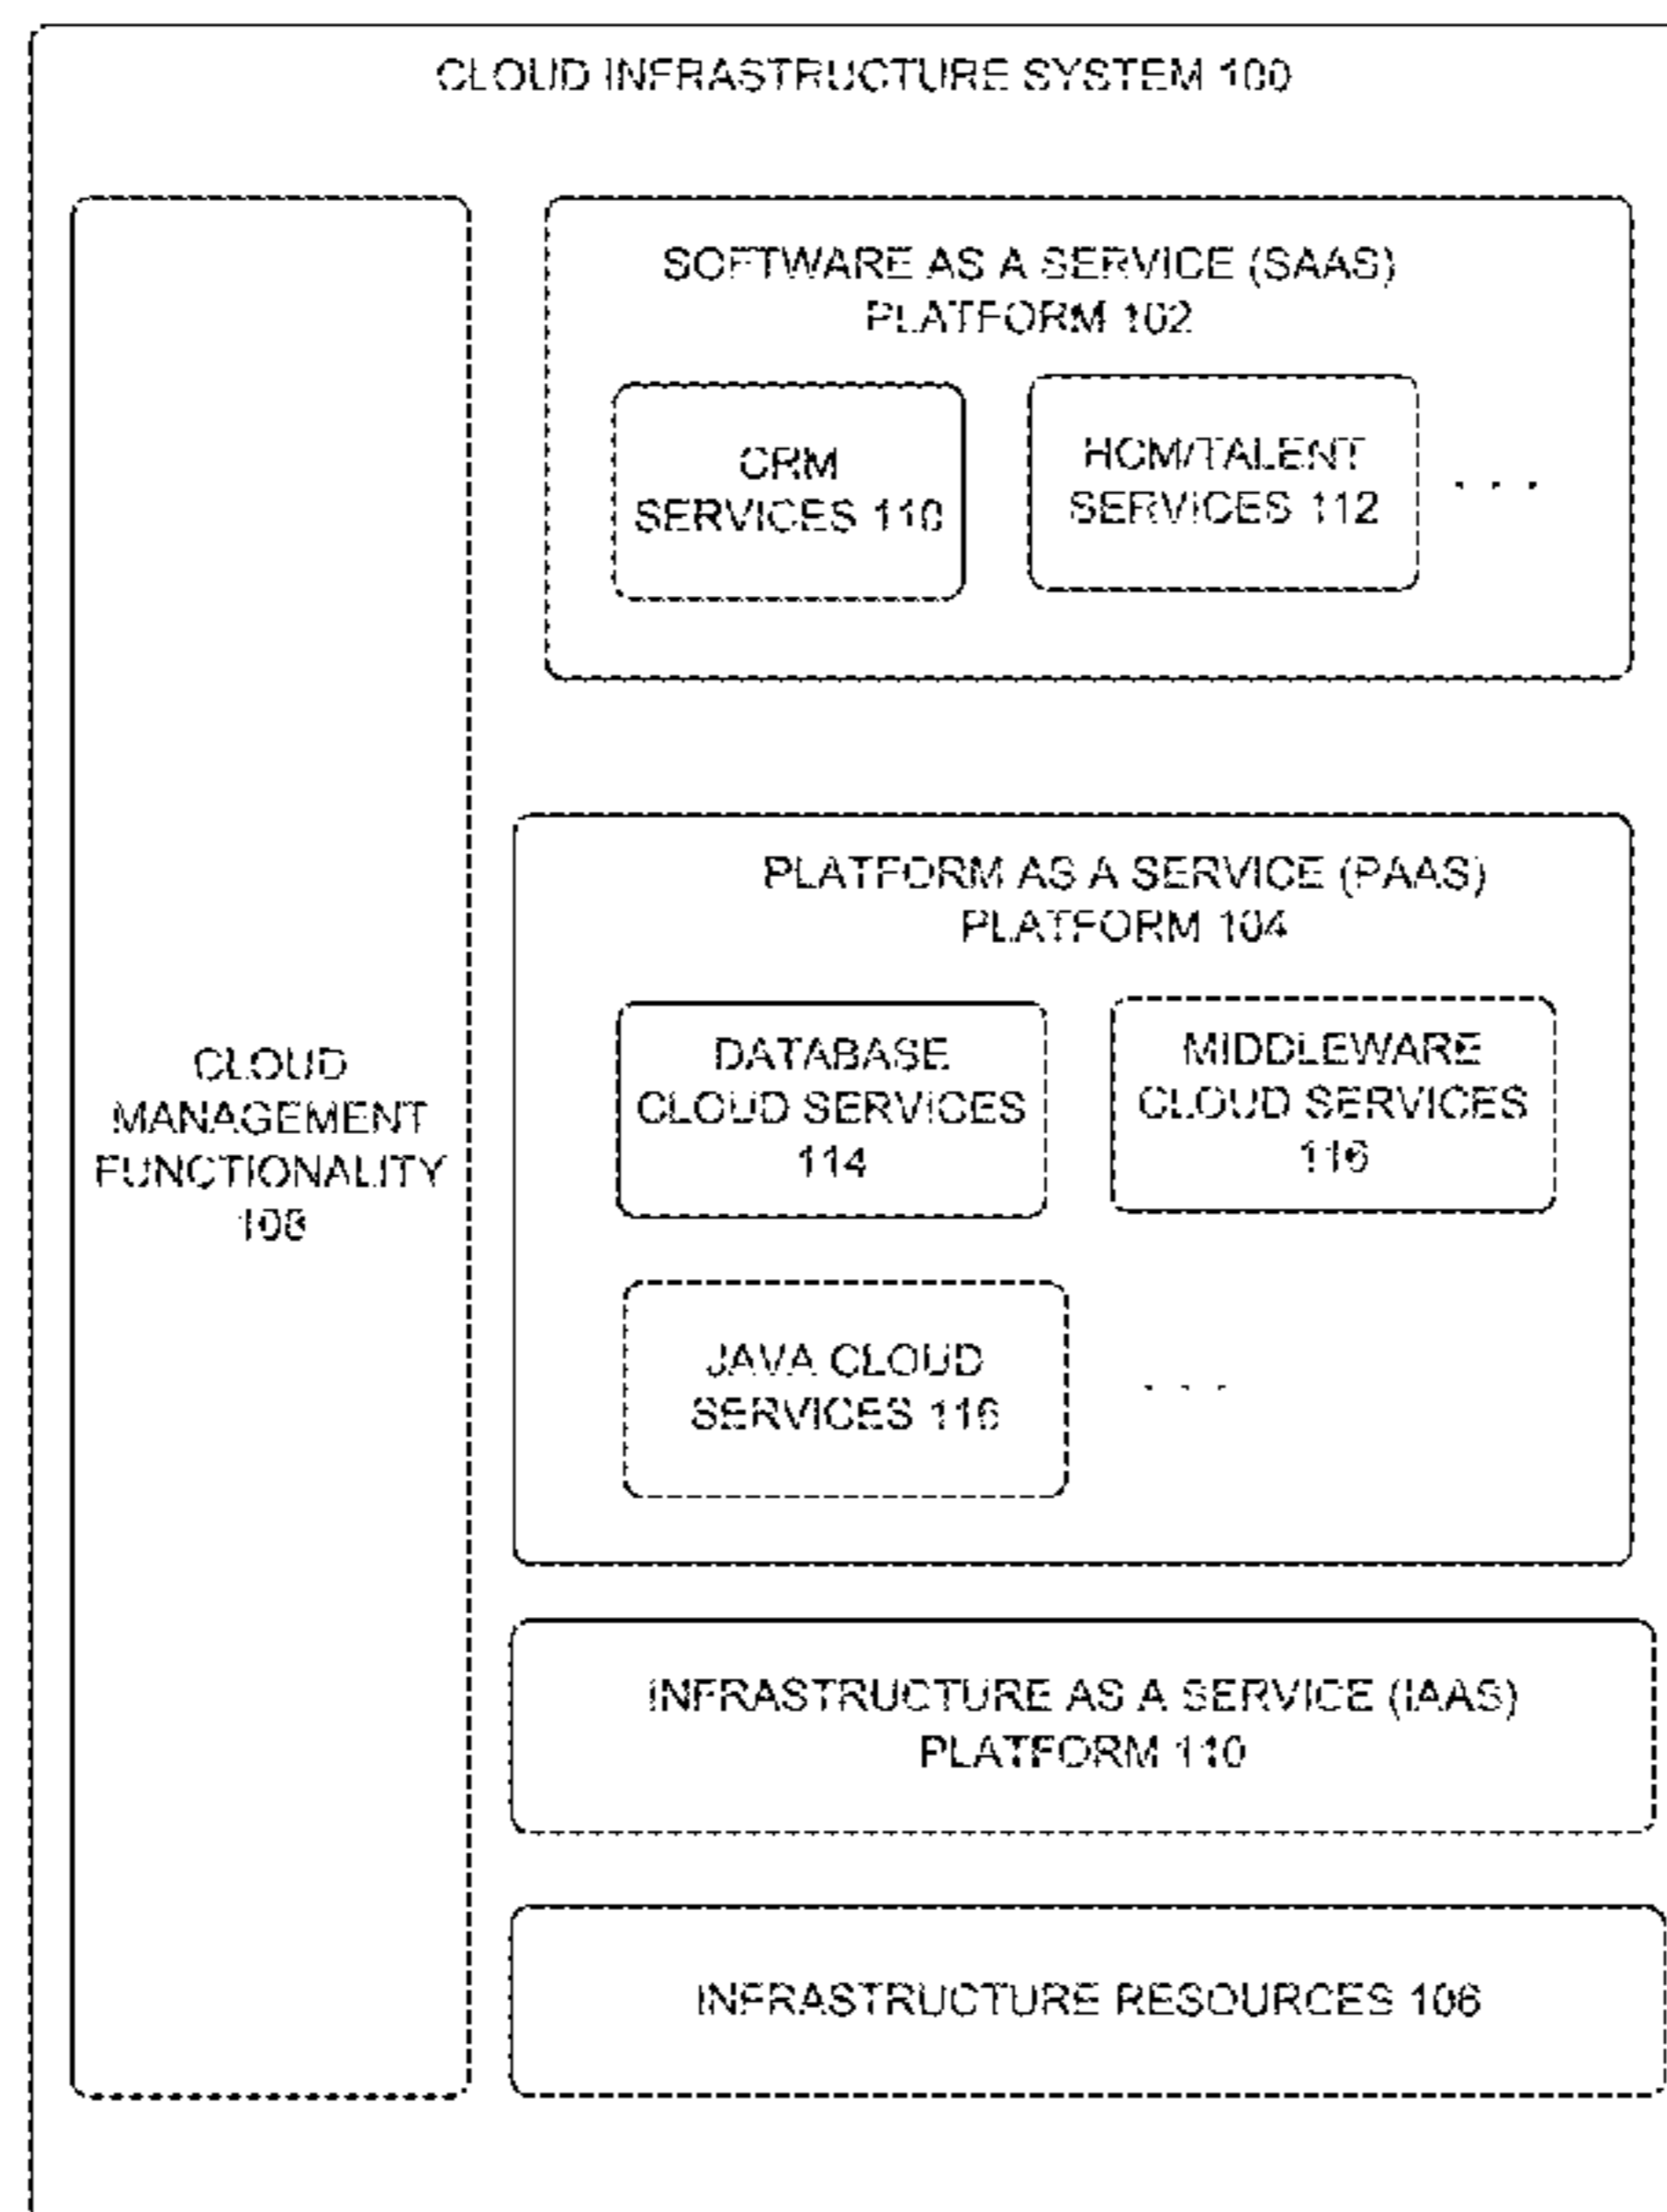 CLOUD INFRASTRUCTURE SYSTEM 100
SOFTWARE AS A SERVICE (SAAS)
PLATFORM 102
CRM
SERVICES 110
HCM/TALENT
SERVICES 112
. . .
PLATFORM AS A SERVICE (PAAS)
PLATFORM 104
DATABASE
CLOUD SERVICES
114
MIDDLEWARE
CLOUD SERVICES
116
JAVA CLOUD
SERVICES 116
. . .
CLOUD
MANAGEMENT
FUNCTIONALITY
108
INFRASTRUCTURE AS A SERVICE (IAAS)
PLATFORM 110
INFRASTRUCTURE RESOURCES 106